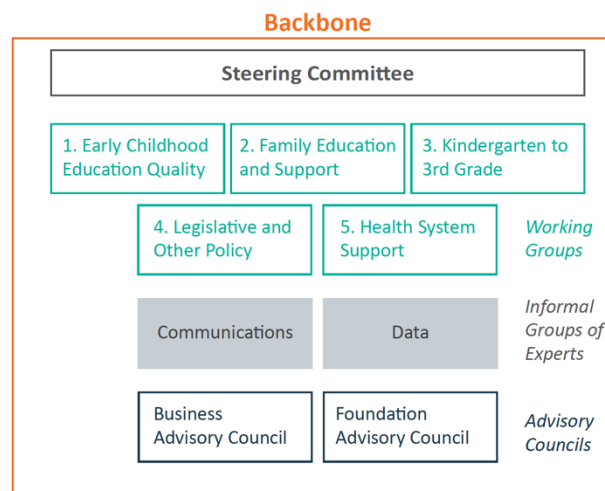 Backbone
Steering Committee
1. Early Childhood
Education Quality
2. Family Education
and Support
3. Kindergarten to
3rd Grade
4. Legislative and
Other Policy
5. Health System
Support
Working
Groups
Communications
Data
Informal
Groups of
Experts
Business
Advisory Council
Foundation
Advisory Council
Advisory
Councils